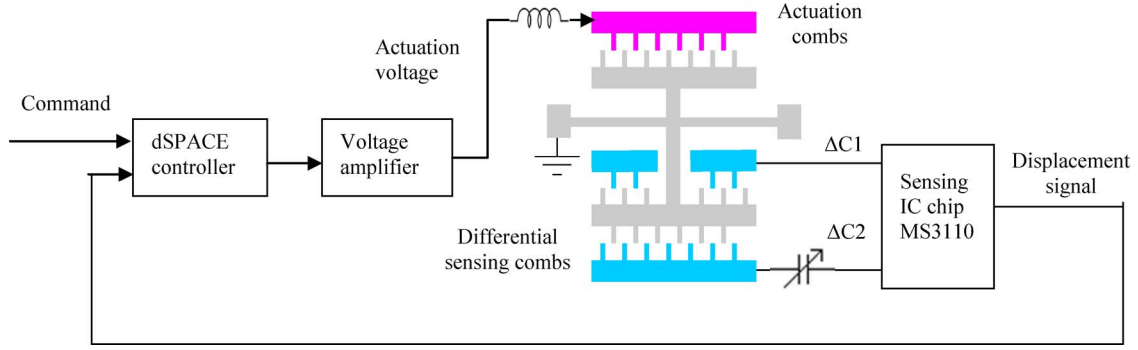 Actuation
combs
Actuation
voltage
Command
dSPACE
controller
Voltage
amplifier
ΔC1
Sensing
IC chip
MS3110
Displacement
signal
ΔC2
Differential
sensing combs